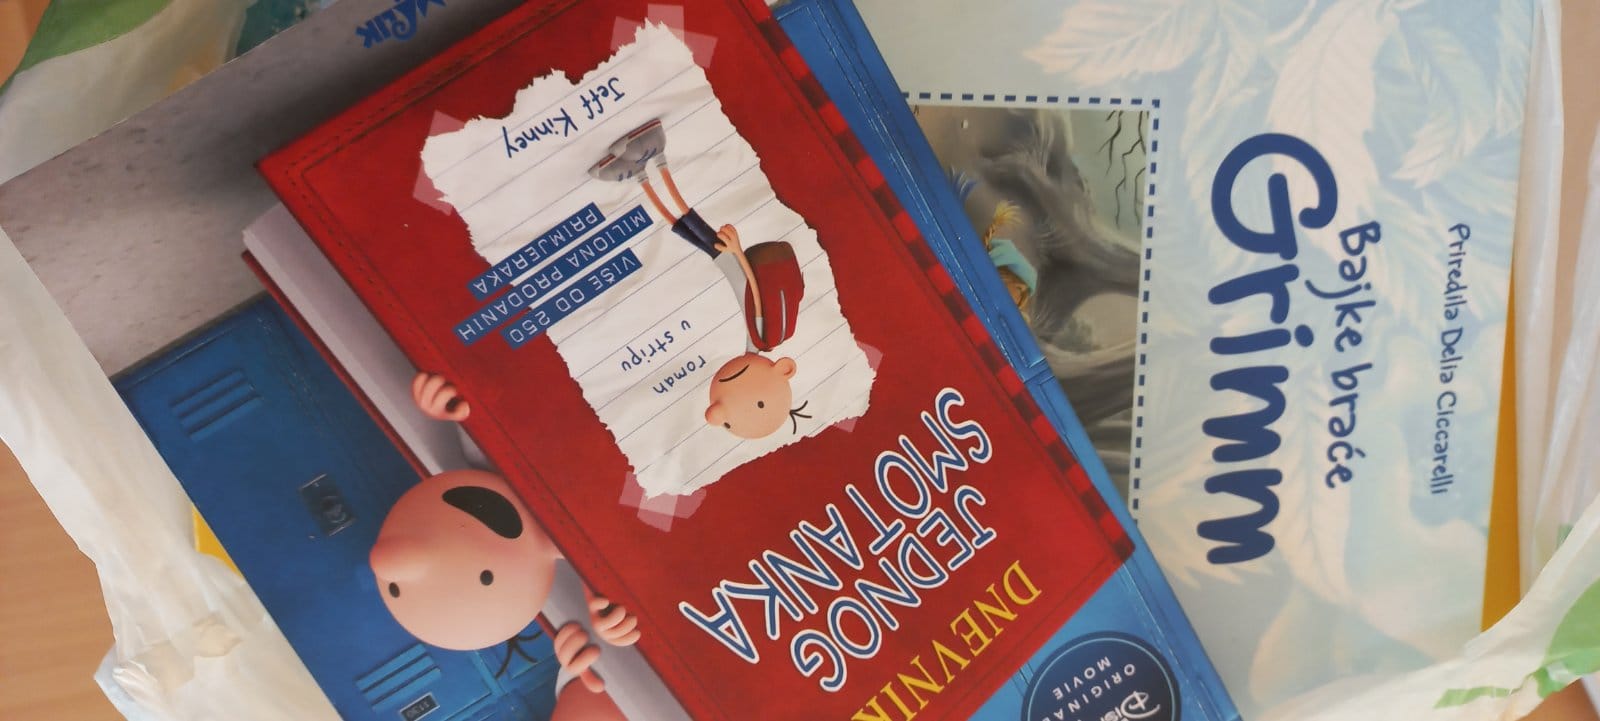 DNEVNIK
JEDNOG
SMOTANKA
roman
u stripu
VIŠE OD 250
MILIONA PRODANIH
PRIMJERAKA
Jeff Kinney
ORIGINAL
MOVIE
1130
Priredila Delia Ciccarelli
Bajke braće
Grimm